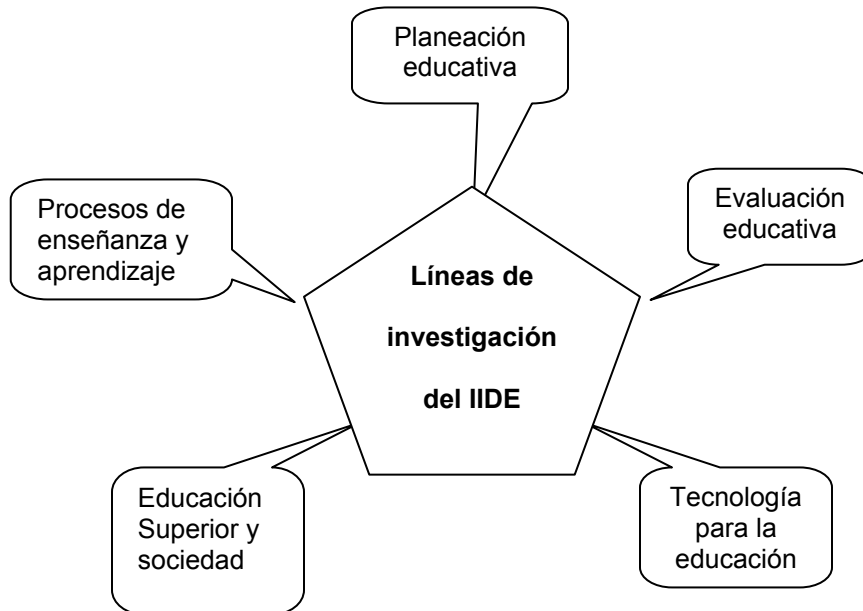 Planeación
educativa
Procesos de
enseñanza y
aprendizaje
Evaluación
educativa
Líneas de
investigación
del IIDE
Educación
Superior y
sociedad
Tecnología
para la
educación